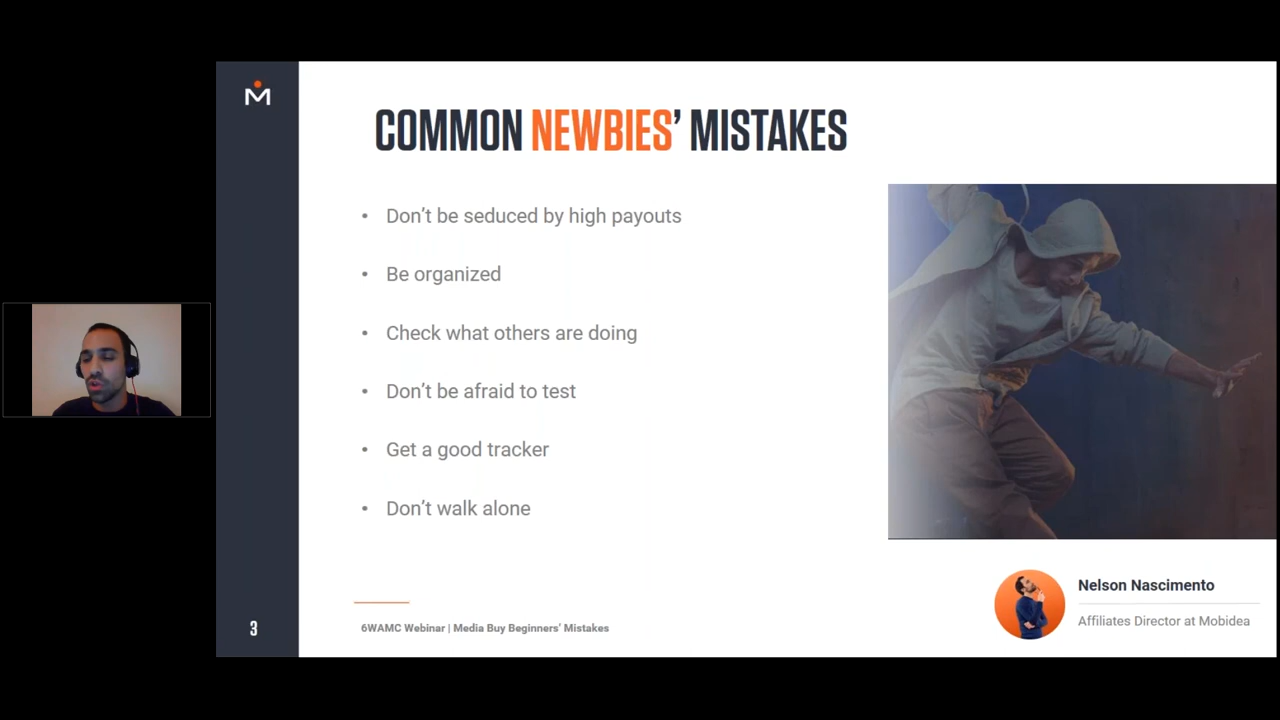 COMMON NEWBIES’ MISTAKES
• Don’t be seduced by high payouts
• Be organized
• Check what others are doing
• Don’t be afraid to test
• Get a good tracker
• Don’t walk alone
Nelson Nascimento
Affiliates Director at Mobidea
6WAMC Webinar | Media Buy Beginners’ Mistakes
3